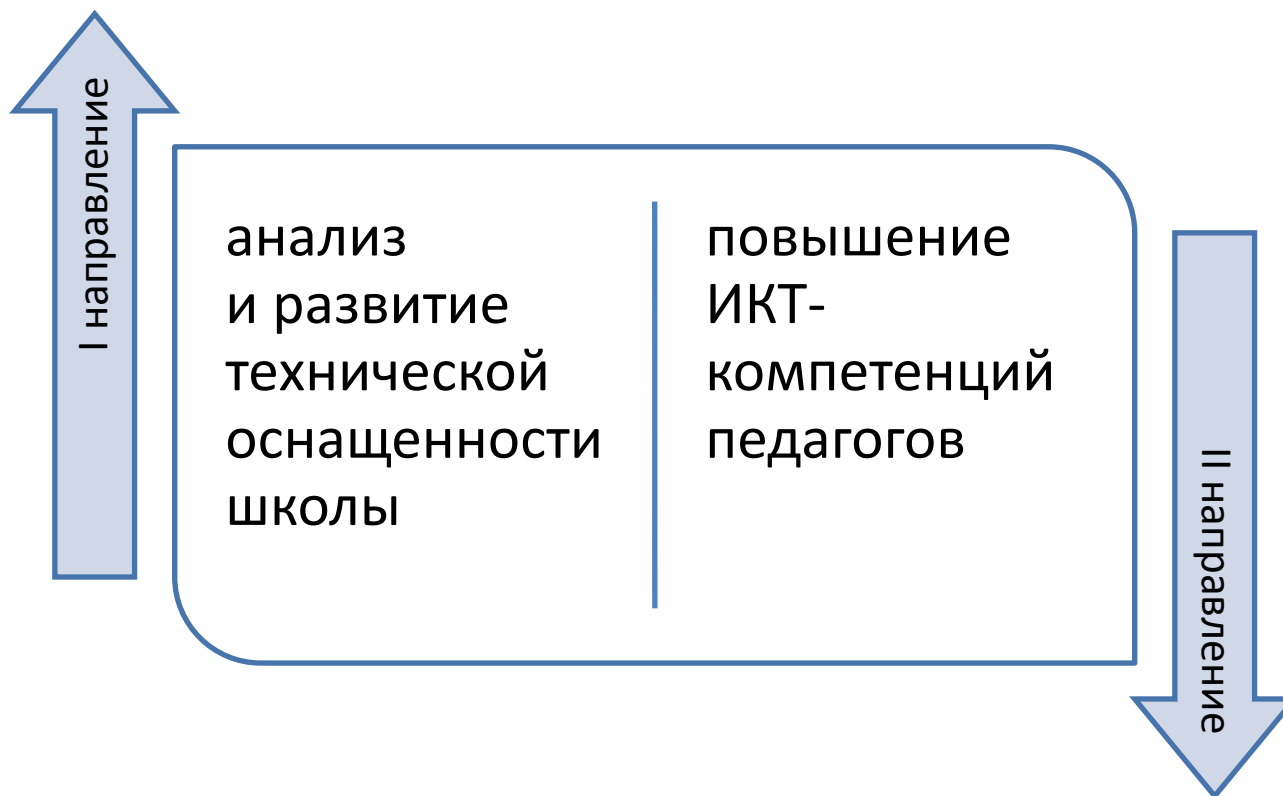 I направление
анализ
и развитие
технической
оснащенности
школы
повышение
ИКТ-
компетенций
педагогов
II направление